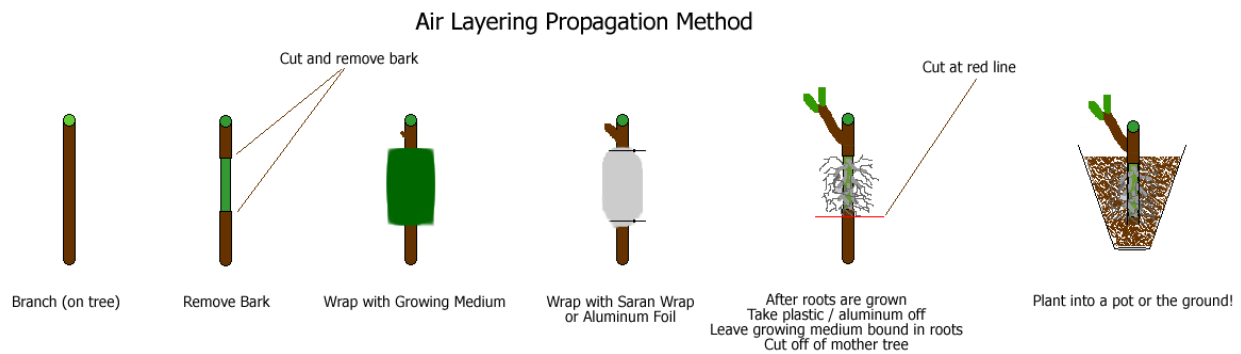 Air Layering Propagation Method
Cut and remove bark
Cut at red line
Branch (on tree)
Remove Bark
Wrap with Growing Medium
Wrap with Saran Wrap
or Aluminum Foil
After roots are grown
Take plastic / aluminum off
Leave growing medium bound in roots
Cut off of mother tree
Plant into a pot or the ground!